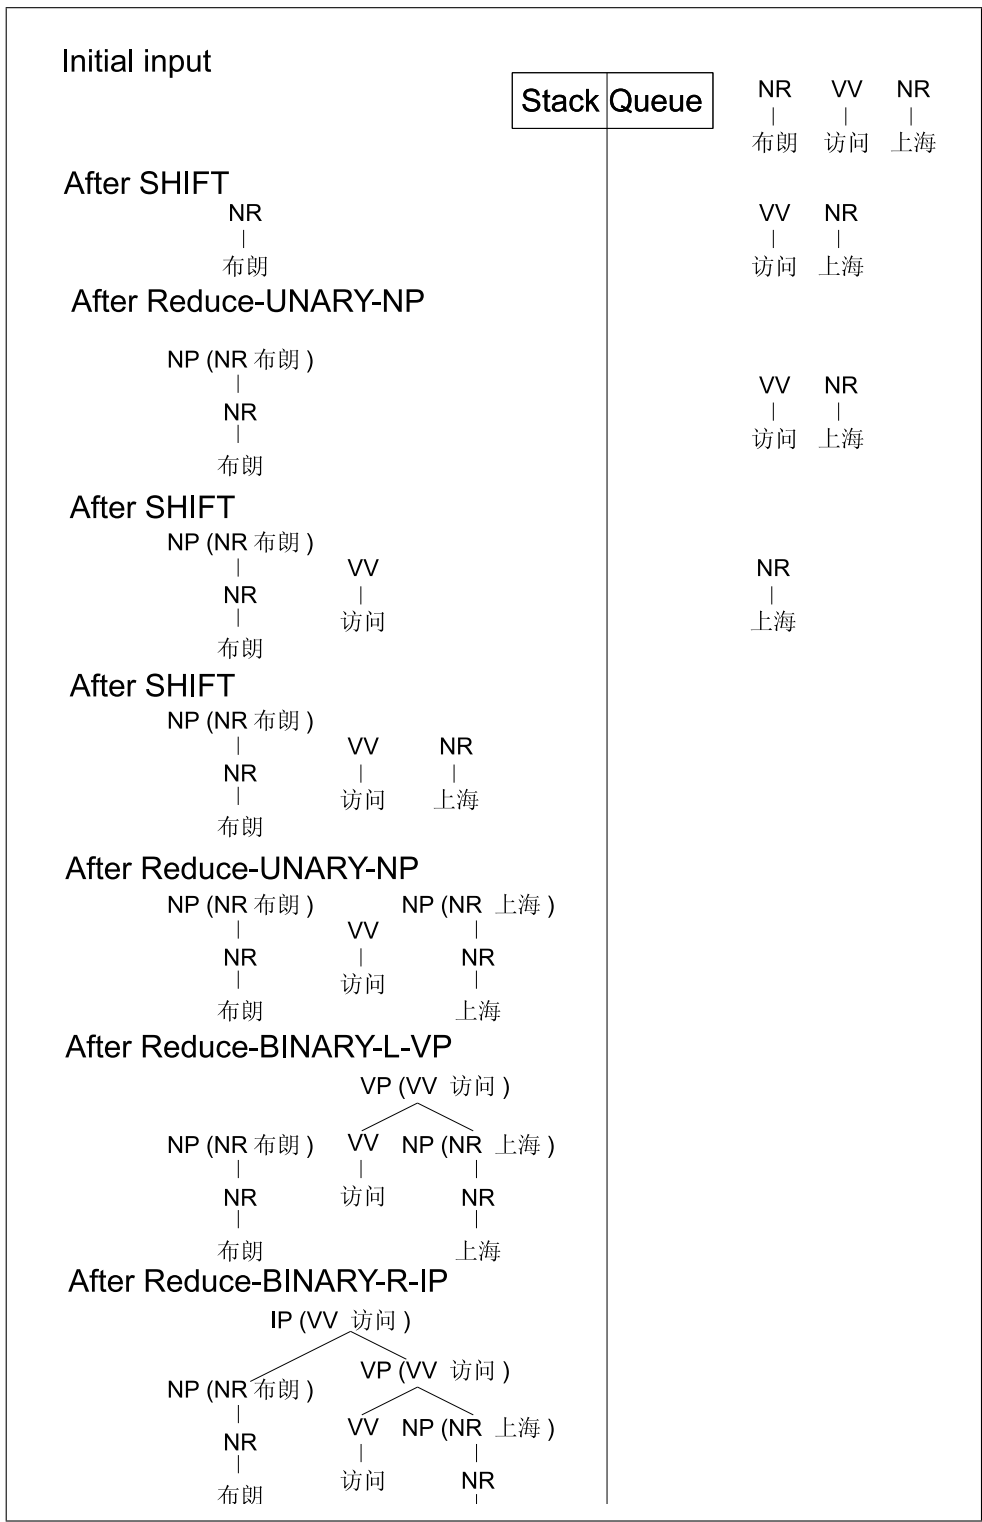 Initial input
Stack Queue
NR VV NR
布朗 访问 上海
After SHIFT
NR VV NR
布朗 访问 上海
After Reduce-UNARY-NP
NP (NR 布朗 )
VV NR
NR
访问 上海
布朗
After SHIFT
NP (NR 布朗 )
VV NR
NR
访问 上海
布朗
After SHIFT
NP (NR 布朗 )
VV NR
NR
访问 上海
布朗
After Reduce-UNARY-NP
NP (NR 布朗 ) NP (NR 上海 )
VV
NR NR
访问
布朗 上海
After Reduce-BINARY-L-VP
VP (VV 访问 )
NP (NR 布朗 ) VV NP (NR 上海 )
NR 访问 NR
布朗 上海
After Reduce-BINARY-R-IP
IP (VV 访问 )
VP (VV 访问 )
NP (NR 布朗 )
VV NP (NR 上海 )
NR
访问 NR
布朗